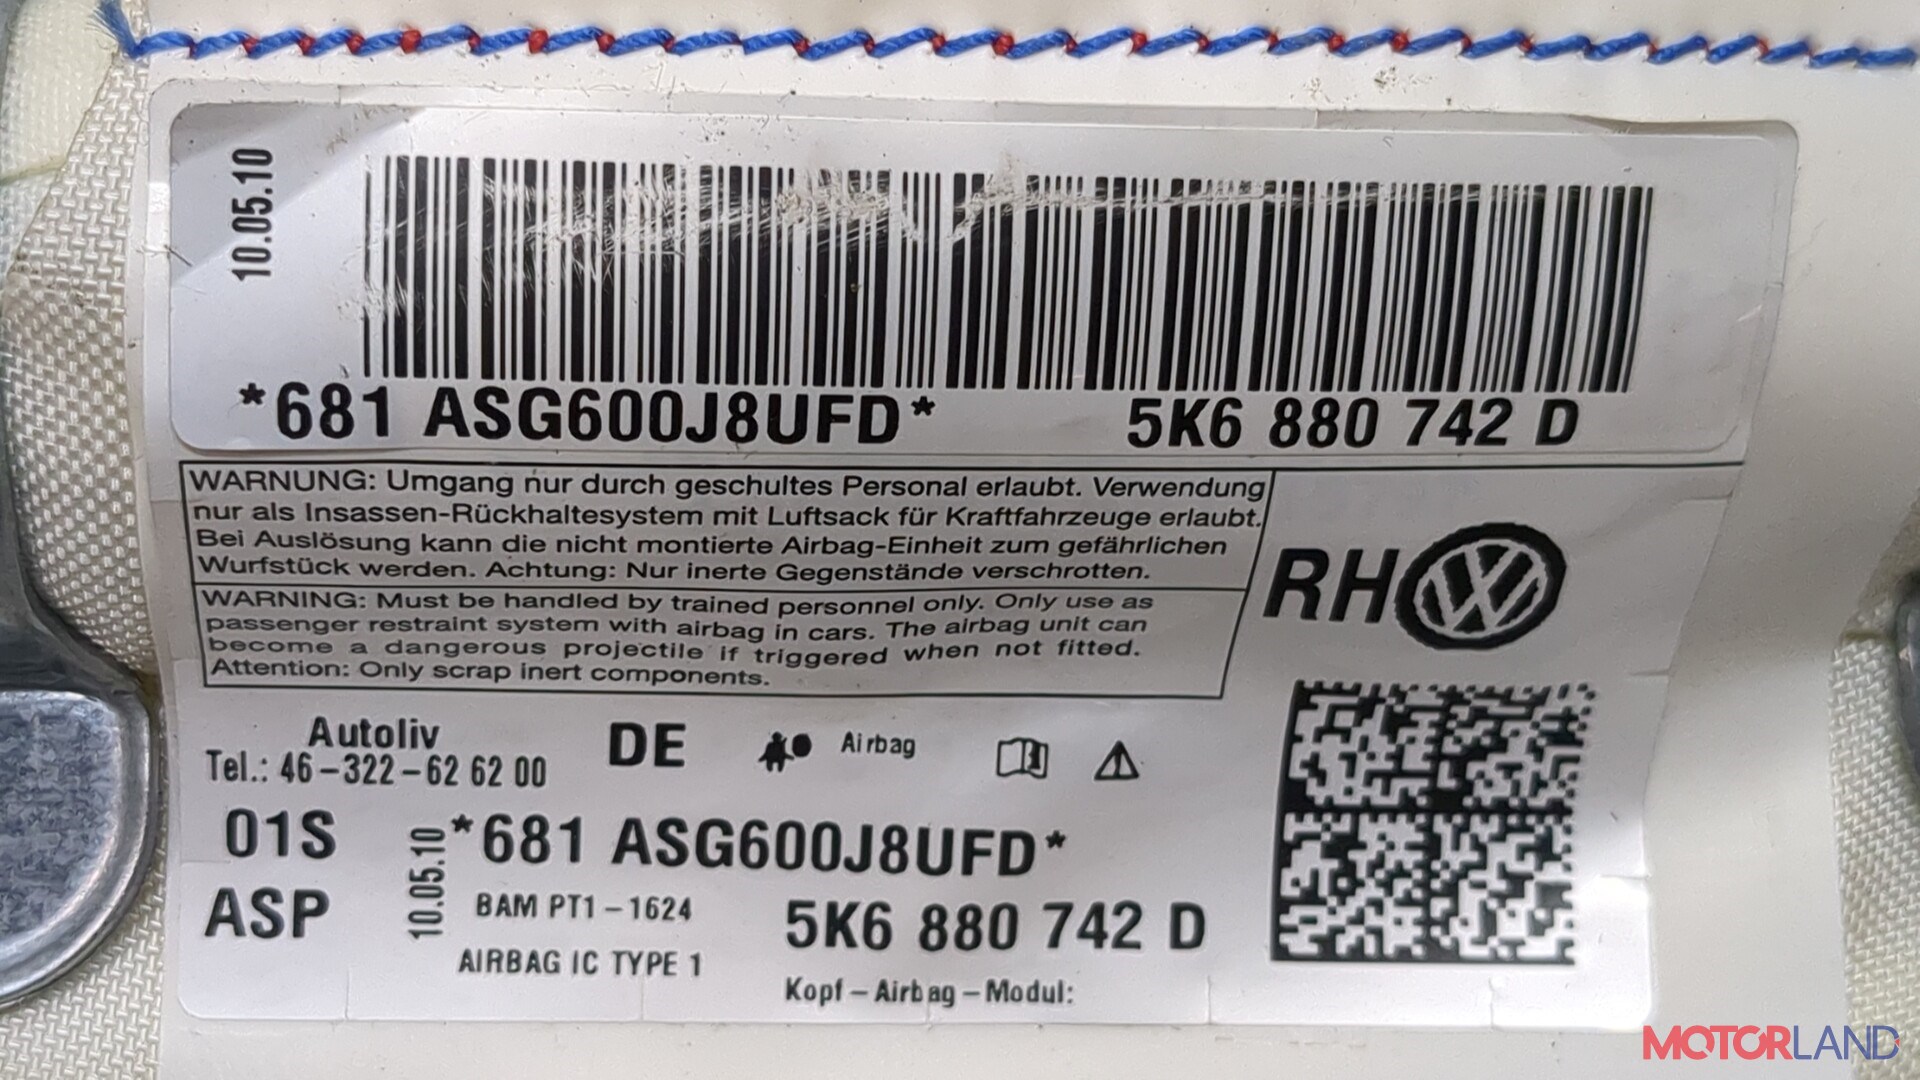 10.05.10
*681 ASG600J8UFD* 5K6 880 742 D
WARNUNG: Umgang nur durch geschultes Personal erlaubt. Verwendung
nur als Insassen-Rückhaltesystem mit Luftsack für Kraftfahrzeuge erlaubt.
Bei Auslösung kann die nicht montierte Airbag-Einheit zum gefährlichen
Wurfstück werden. Achtung: Nur inerte Gegenstände verschrotten.
WARNING: Must be handled by trained personnel only. Only use as
passenger restraint system with airbag in cars. The airbag unit can
become a dangerous projectile if triggered when not fitted.
Attention: Only scrap inert components.
RH
Autoliv
Tel.: 46-322-62 62 00
DE
Airbag
01S
ASP
10.05.10
*681 ASG600J8UFD*
BAM PT1-1624
5K6 880 742 D
AIRBAG IC TYPE 1
Kopf-Airbag-Modul:
MOTORLAND